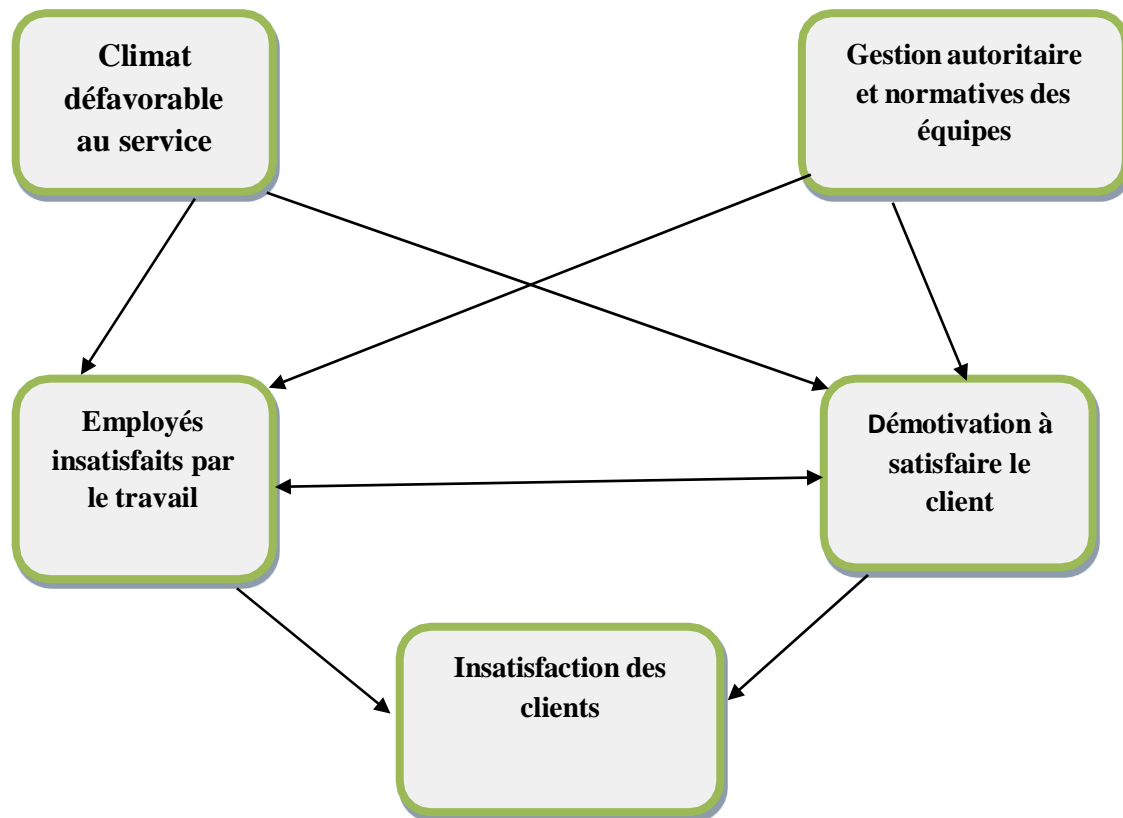 Climat
défavorable
au service
Gestion autoritaire
et normatives des
équipes
Employés
insatisfaits par
le travail
Démotivation à
satisfaire le
client
Insatisfaction des
clients